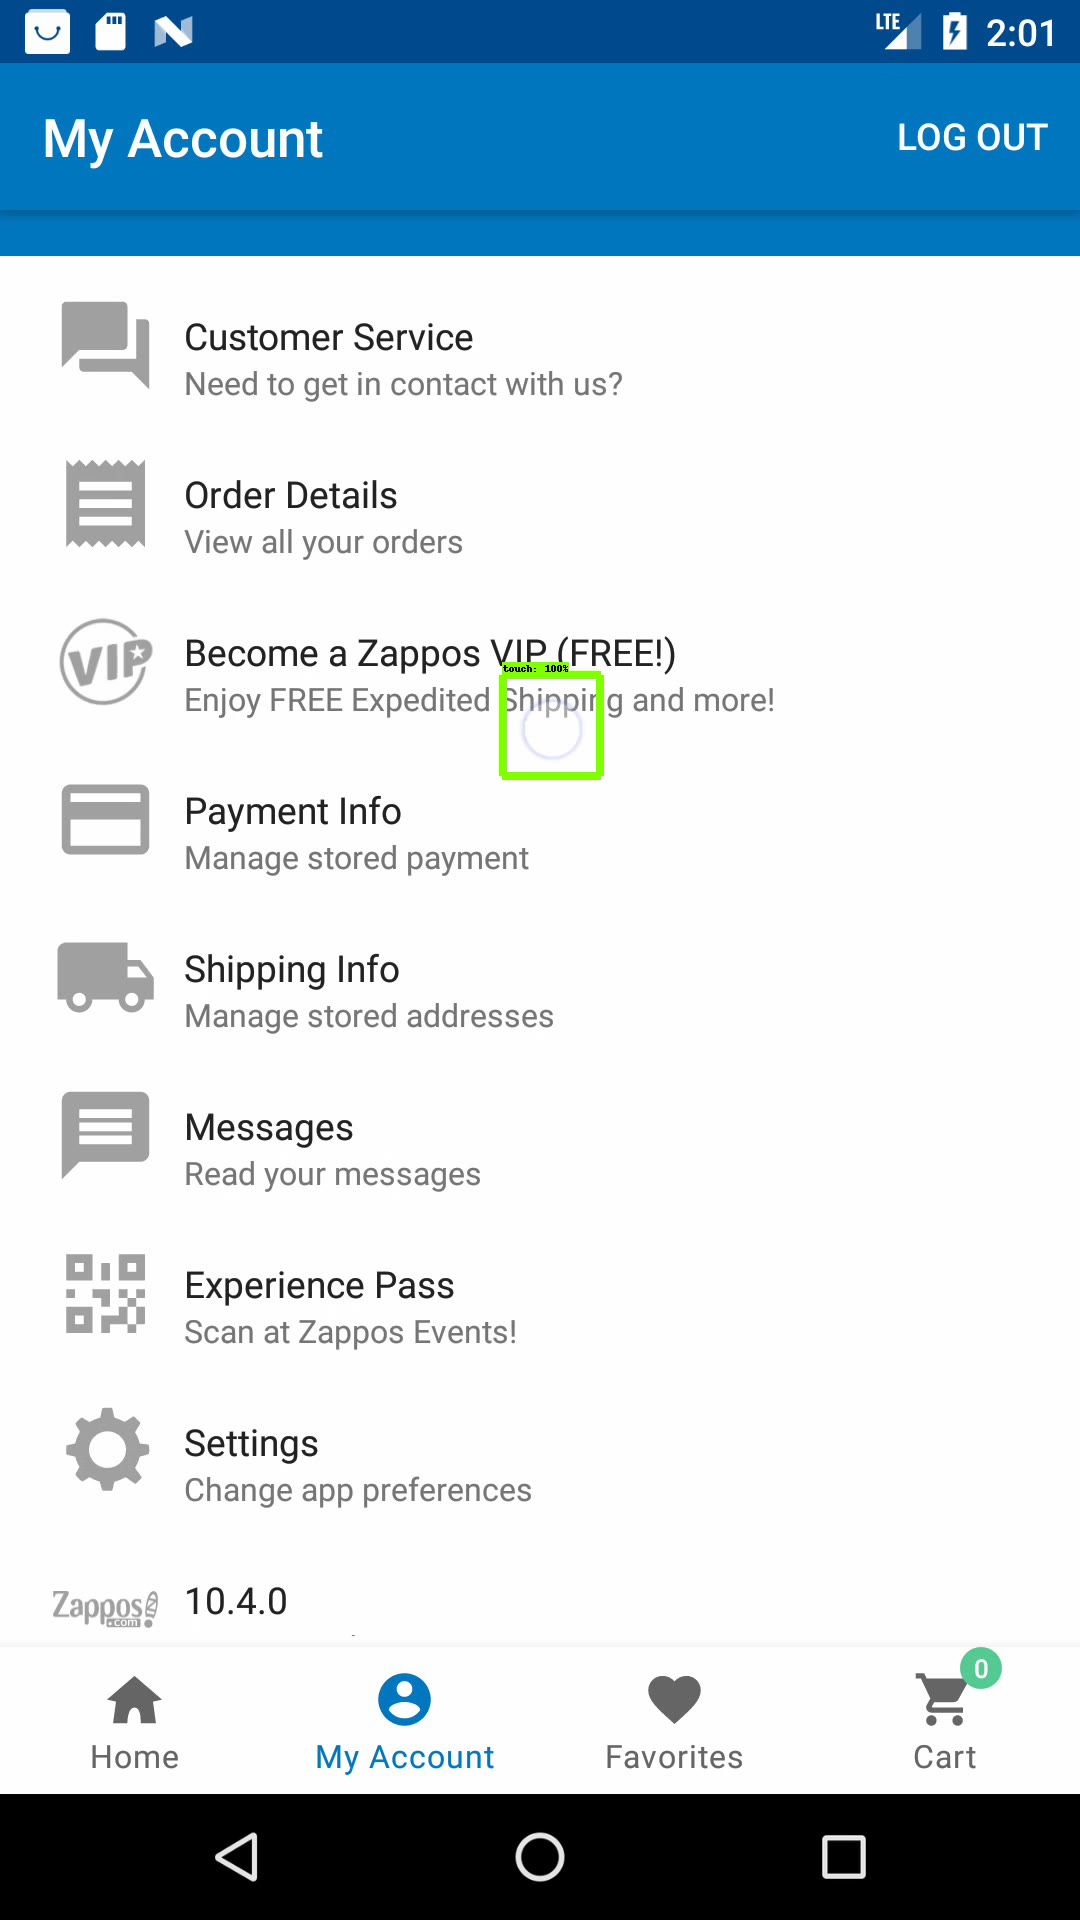 LTE 2:01
My Account LOG OUT
Customer Service
Need to get in contact with us?
Order Details
View all your orders
VIP
Become a Zappos VIP (FREE!)
touch: 100%
Enjoy FREE Expedited Shipping and more!
Payment Info
Manage stored payment
Shipping Info
Manage stored addresses
Messages
Read your messages
Experience Pass
Scan at Zappos Events!
Settings
Change app preferences
Zappos .com
10.4.0
0
Home My Account Favorites Cart